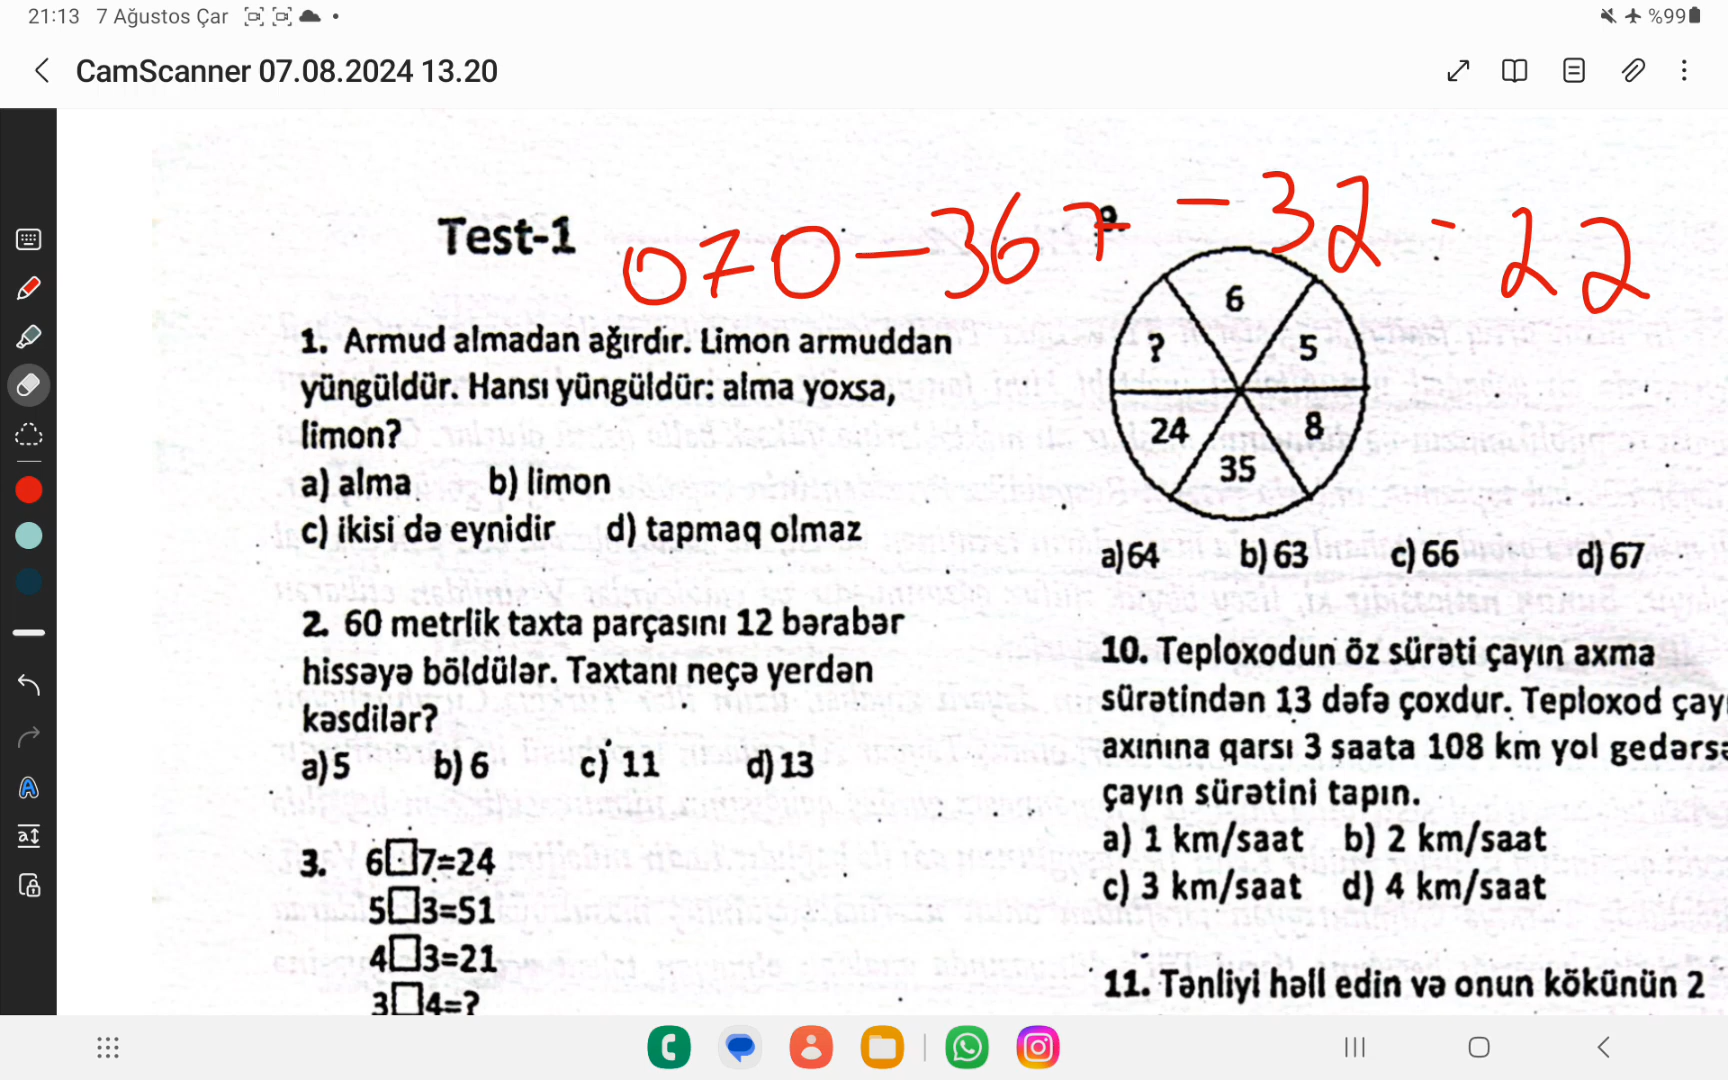 21:13 7 Ağustos Çar
%99
CamScanner 07.08.2024 13.20
Test-1
070-367-32-22
1. Armud almadan ağırdır. Limon armuddan
yüngüldür. Hansı yüngüldür: alma yoxsa,
limon?
a) alma b) limon
c) ikisi də eynidir d) tapmaq olmaz
2. 60 metrlik taxta parçasını 12 bərabər
hissəyə böldülər. Taxtanı neçə yerdən
kəsdilər?
a) 5 b) 6 c) 11 d) 13
3. 6□7=24
5□3=51
4□3=21
3□4=?
9.
6
? 5
24 8
35
a) 64 b) 63 c) 66 d) 67
10. Teploxodun öz sürəti çayın axma
sürətindən 13 dəfə çoxdur. Teploxod çayı
axınına qarsı 3 saata 108 km yol gedərsə
çayın sürətini tapın.
a) 1 km/saat b) 2 km/saat
c) 3 km/saat d) 4 km/saat
11. Tənliyi həll edin və onun kökünün 2